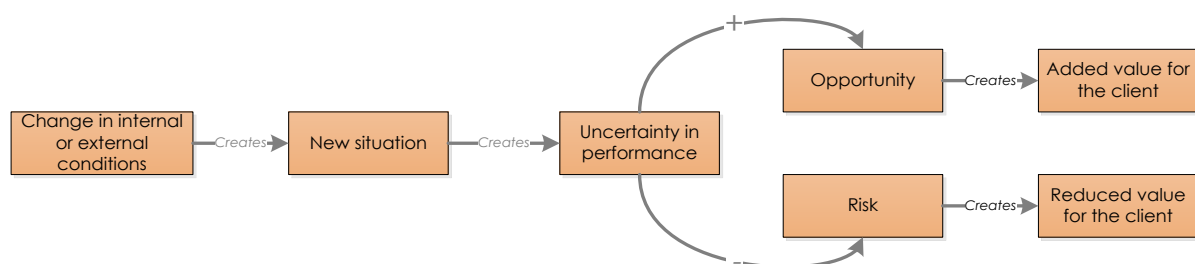 Change in internal
or external
conditions
Creates
New situation
Creates
Uncertainty in
performance
+
Opportunity
Creates
Added value for
the client
-
Risk
Creates
Reduced value
for the client